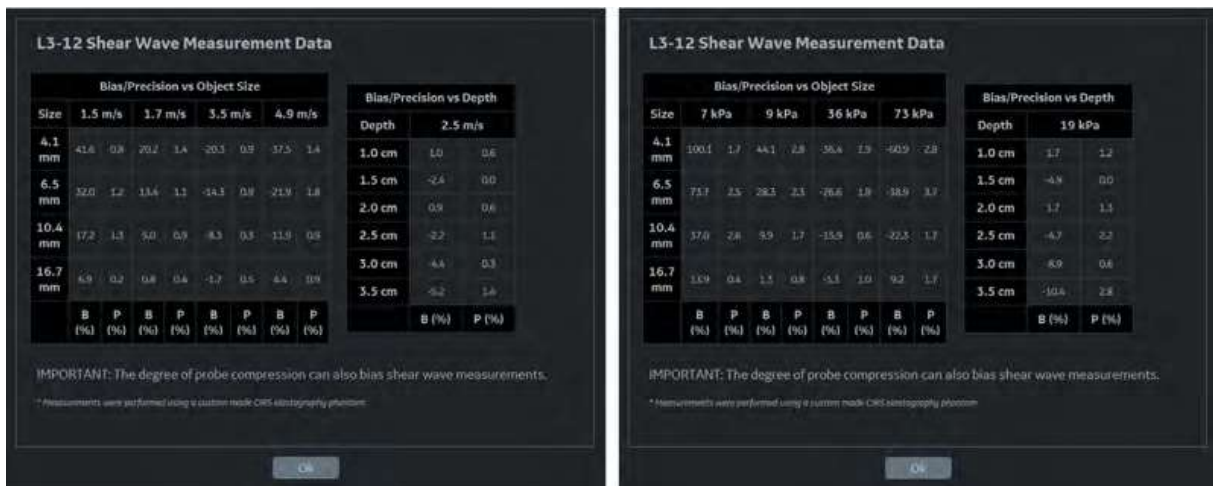 L3-12 Shear Wave Measurement Data
Bias/Precision vs Object Size
Size 1.5 m/s 1.7 m/s 3.5 m/s 4.9 m/s
4.1 mm 41.6 0.8 20.2 1.4 -20.3 0.9 -37.5 1.4
6.5 mm 32.0 1.2 13.4 1.1 -14.3 0.9 -21.9 1.8
10.4 mm 17.2 1.3 5.0 0.9 -8.3 0.3 -11.9 0.9
16.7 mm 6.9 0.2 0.8 0.4 -1.7 0.5 4.4 0.9
B (%) P (%) B (%) P (%) B (%) P (%) B (%) P (%)
Bias/Precision vs Depth
Depth 2.5 m/s
1.0 cm 1.0 0.6
1.5 cm -2.4 0.0
2.0 cm 0.9 0.6
2.5 cm -2.2 1.1
3.0 cm -4.4 0.3
3.5 cm -5.2 1.4
B (%) P (%)
IMPORTANT: The degree of probe compression can also bias shear wave measurements.
* Measurements were performed using a custom made CIRS elastography phantom
Ok
L3-12 Shear Wave Measurement Data
Bias/Precision vs Object Size
Size 7 kPa 9 kPa 36 kPa 73 kPa
4.1 mm 100.1 1.7 44.1 2.8 -36.4 1.9 -60.9 2.8
6.5 mm 73.7 2.5 28.3 2.3 -26.6 1.9 -38.9 3.7
10.4 mm 37.0 2.6 9.9 1.7 -15.9 0.6 -22.3 1.7
16.7 mm 13.9 0.4 1.3 0.8 1.0 9.2 1.7
B (%) P (%) B (%) P (%) B (%) P (%) B (%) P (%)
Bias/Precision vs Depth
Depth 19 kPa
1.0 cm 1.7 1.2
1.5 cm -4.9 0.0
2.0 cm 1.7 1.3
2.5 cm -4.7 2.2
3.0 cm -8.9 0.6
3.5 cm -10.4 2.8
B (%) P (%)
IMPORTANT: The degree of probe compression can also bias shear wave measurements.
* Measurements were performed using a custom made CIRS elastography phantom
Ok